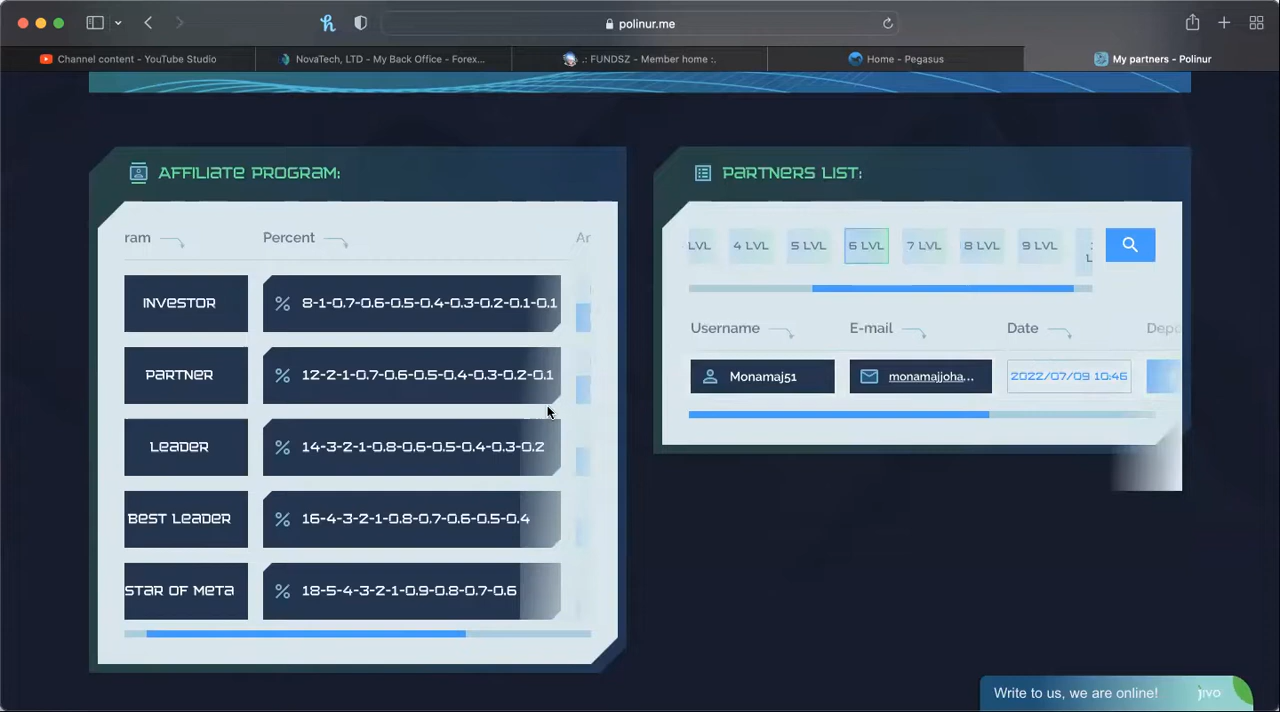 polinur.me
Channel content - YouTube Studio
NovaTech, LTD - My Back Office - Forex...
.: FUNDSZ - Member home :.
Home - Pegasus
My partners - Polinur
AFFILIATE PROGRAM:
ram
Percent
Ar
INVESTOR
% 8-1-0.7-0.6-0.5-0.4-0.3-0.2-0.1-0.1
PARTNER
% 12-2-1-0.7-0.6-0.5-0.4-0.3-0.2-0.1
LEADER
% 14-3-2-1-0.8-0.6-0.5-0.4-0.3-0.2
BEST LEADER
% 16-4-3-2-1-0.8-0.7-0.6-0.5-0.4
STAR OF META
% 18-5-4-3-2-1-0.9-0.8-0.7-0.6
PARTNERS LIST:
LVL 4 LVL 5 LVL 6 LVL 7 LVL 8 LVL 9 LVL
Username
E-mail
Date
Depo
Monamaj51
monamajjoha...
2022/07/09 10:46
Write to us, we are online!
jivo